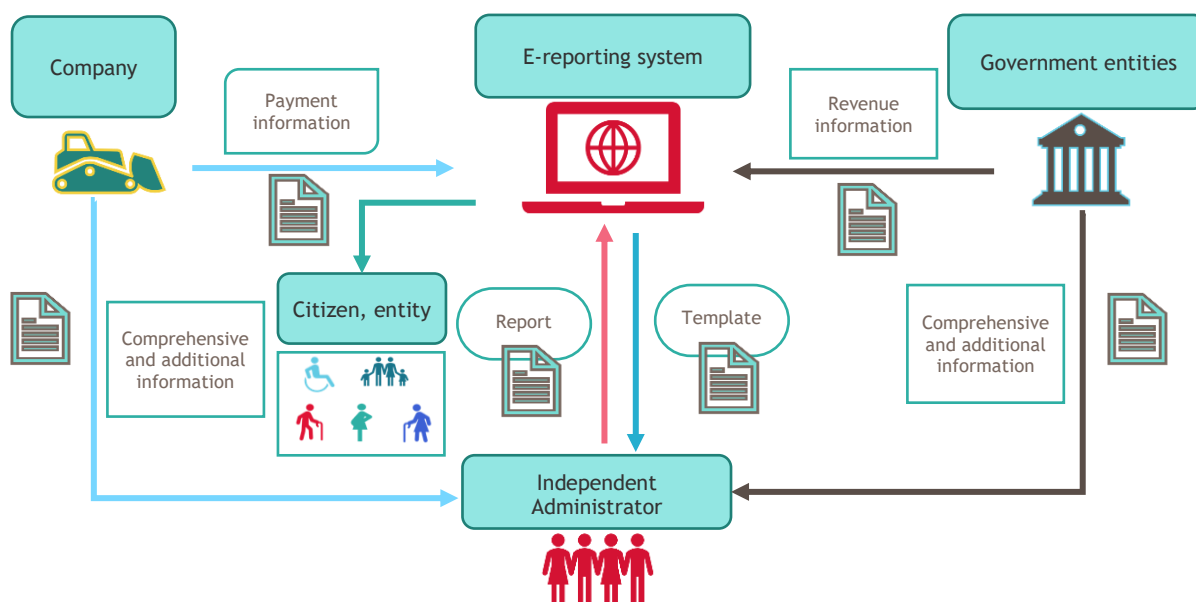 Company
E-reporting system
Government entities
Payment
information
Revenue
information
Citizen, entity
Comprehensive
and additional
information
Report
Template
Comprehensive
and additional
information
Independent
Administrator